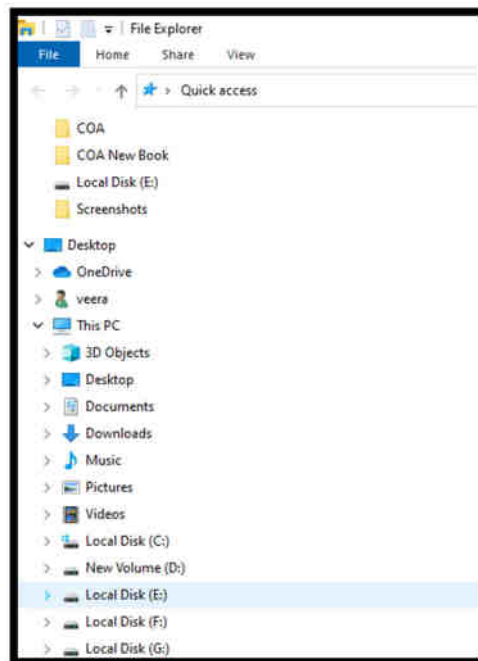 File Explorer
File Home Share View
Quick access
COA
COA New Book
Local Disk (E:)
Screenshots
Desktop
OneDrive
veera
This PC
3D Objects
Desktop
Documents
Downloads
Music
Pictures
Videos
Local Disk (C:)
New Volume (D:)
Local Disk (E:)
Local Disk (F:)
Local Disk (G:)